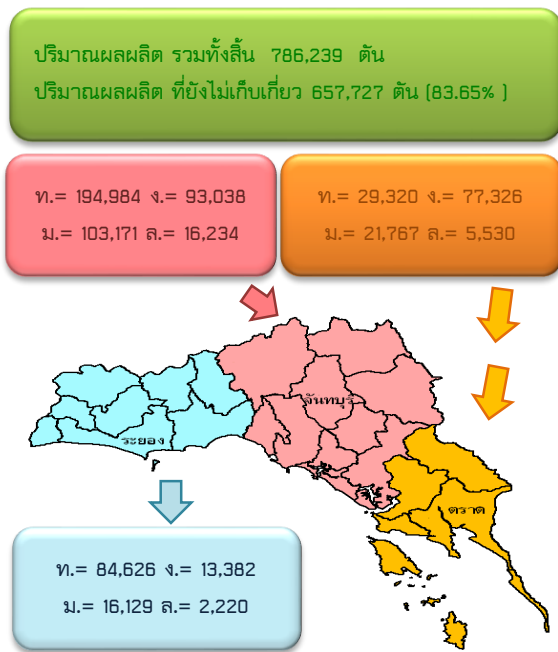 ปริมาณผลผลิต รวมทั้งสิ้น 786,239 ตัน
ปริมาณผลผลิต ที่ยังไม่เก็บเกี่ยว 657,727 ตัน (83.65% )
ท.= 194,984 ง.= 93,038
ม.= 103,171 ล.= 16,234
ท.= 29,320 ง.= 77,326
ม.= 21,767 ล.= 5,530
จันทบุรี
ระยอง
ตราด
ท.= 84,626 ง.= 13,382
ม.= 16,129 ล.= 2,220